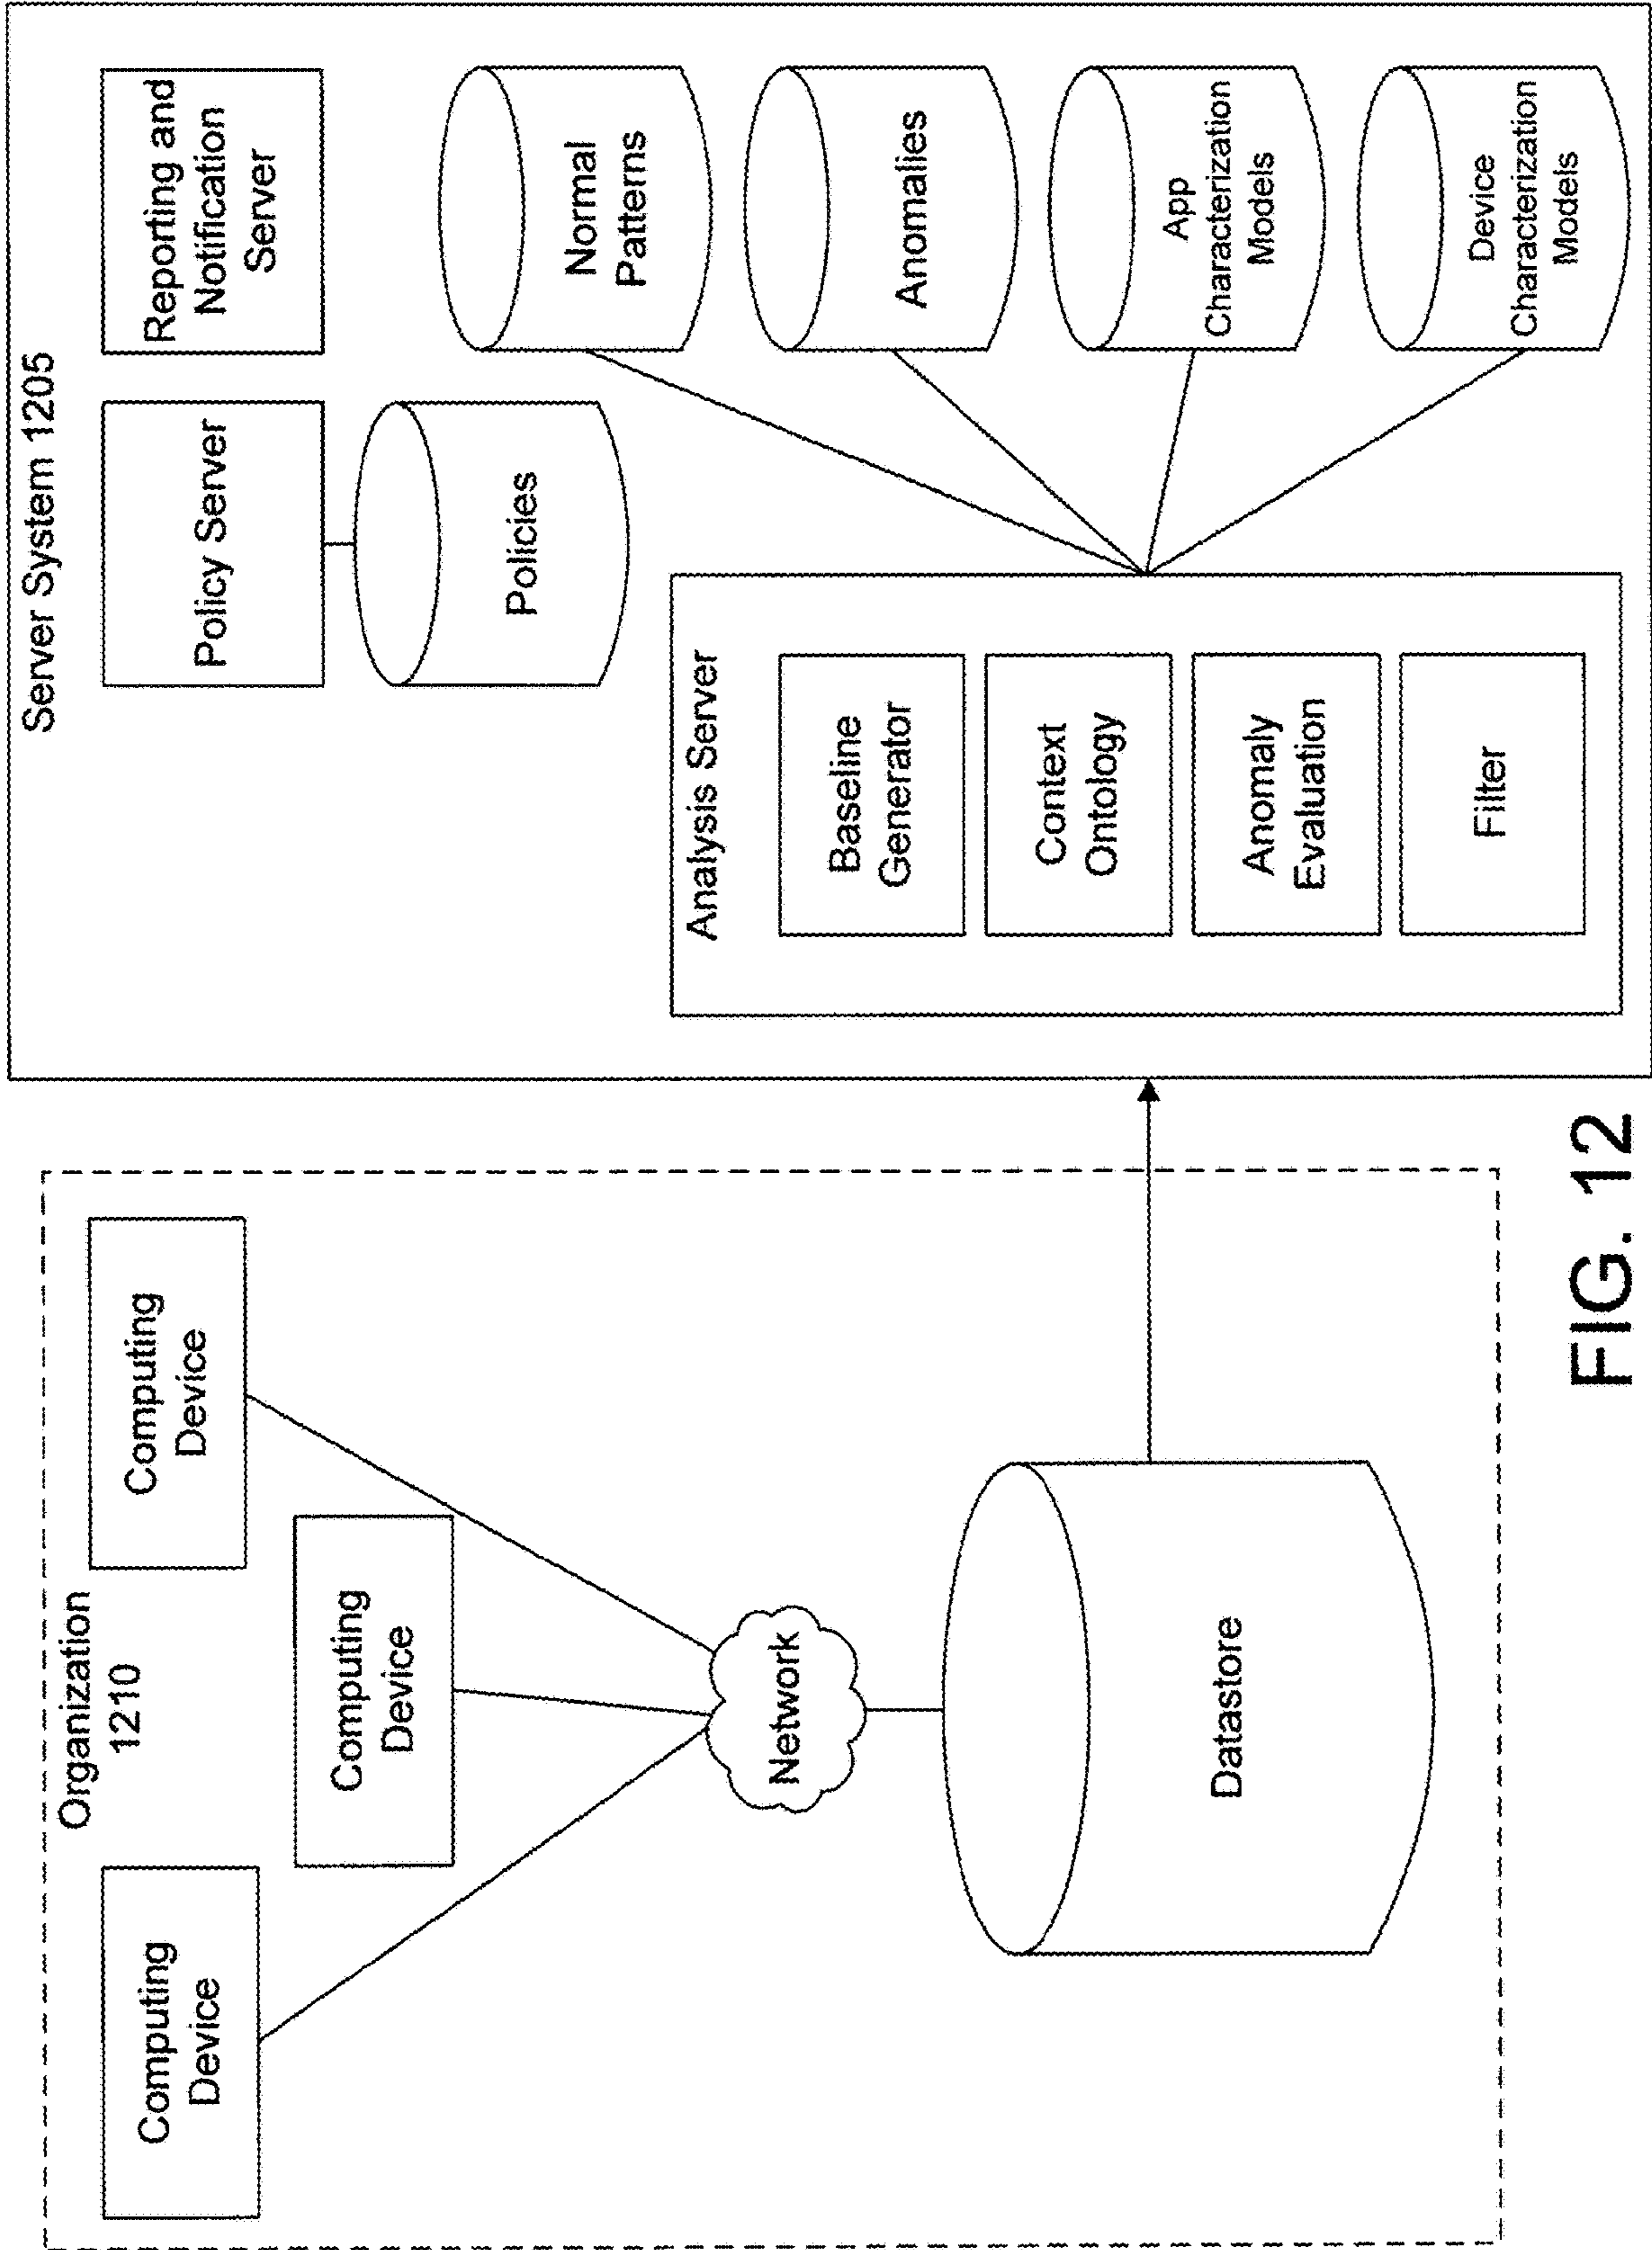 Organization
1210
Computing
Device
Computing
Device
Computing
Device
Network
Datastore
Server System 1205
Policy Server
Policies
Reporting and
Notification
Server
Analysis Server
Baseline
Generator
Context
Ontology
Anomaly
Evaluation
Filter
Normal
Patterns
Anomalies
App
Characterization
Models
Device
Characterization
Models
FIG. 12